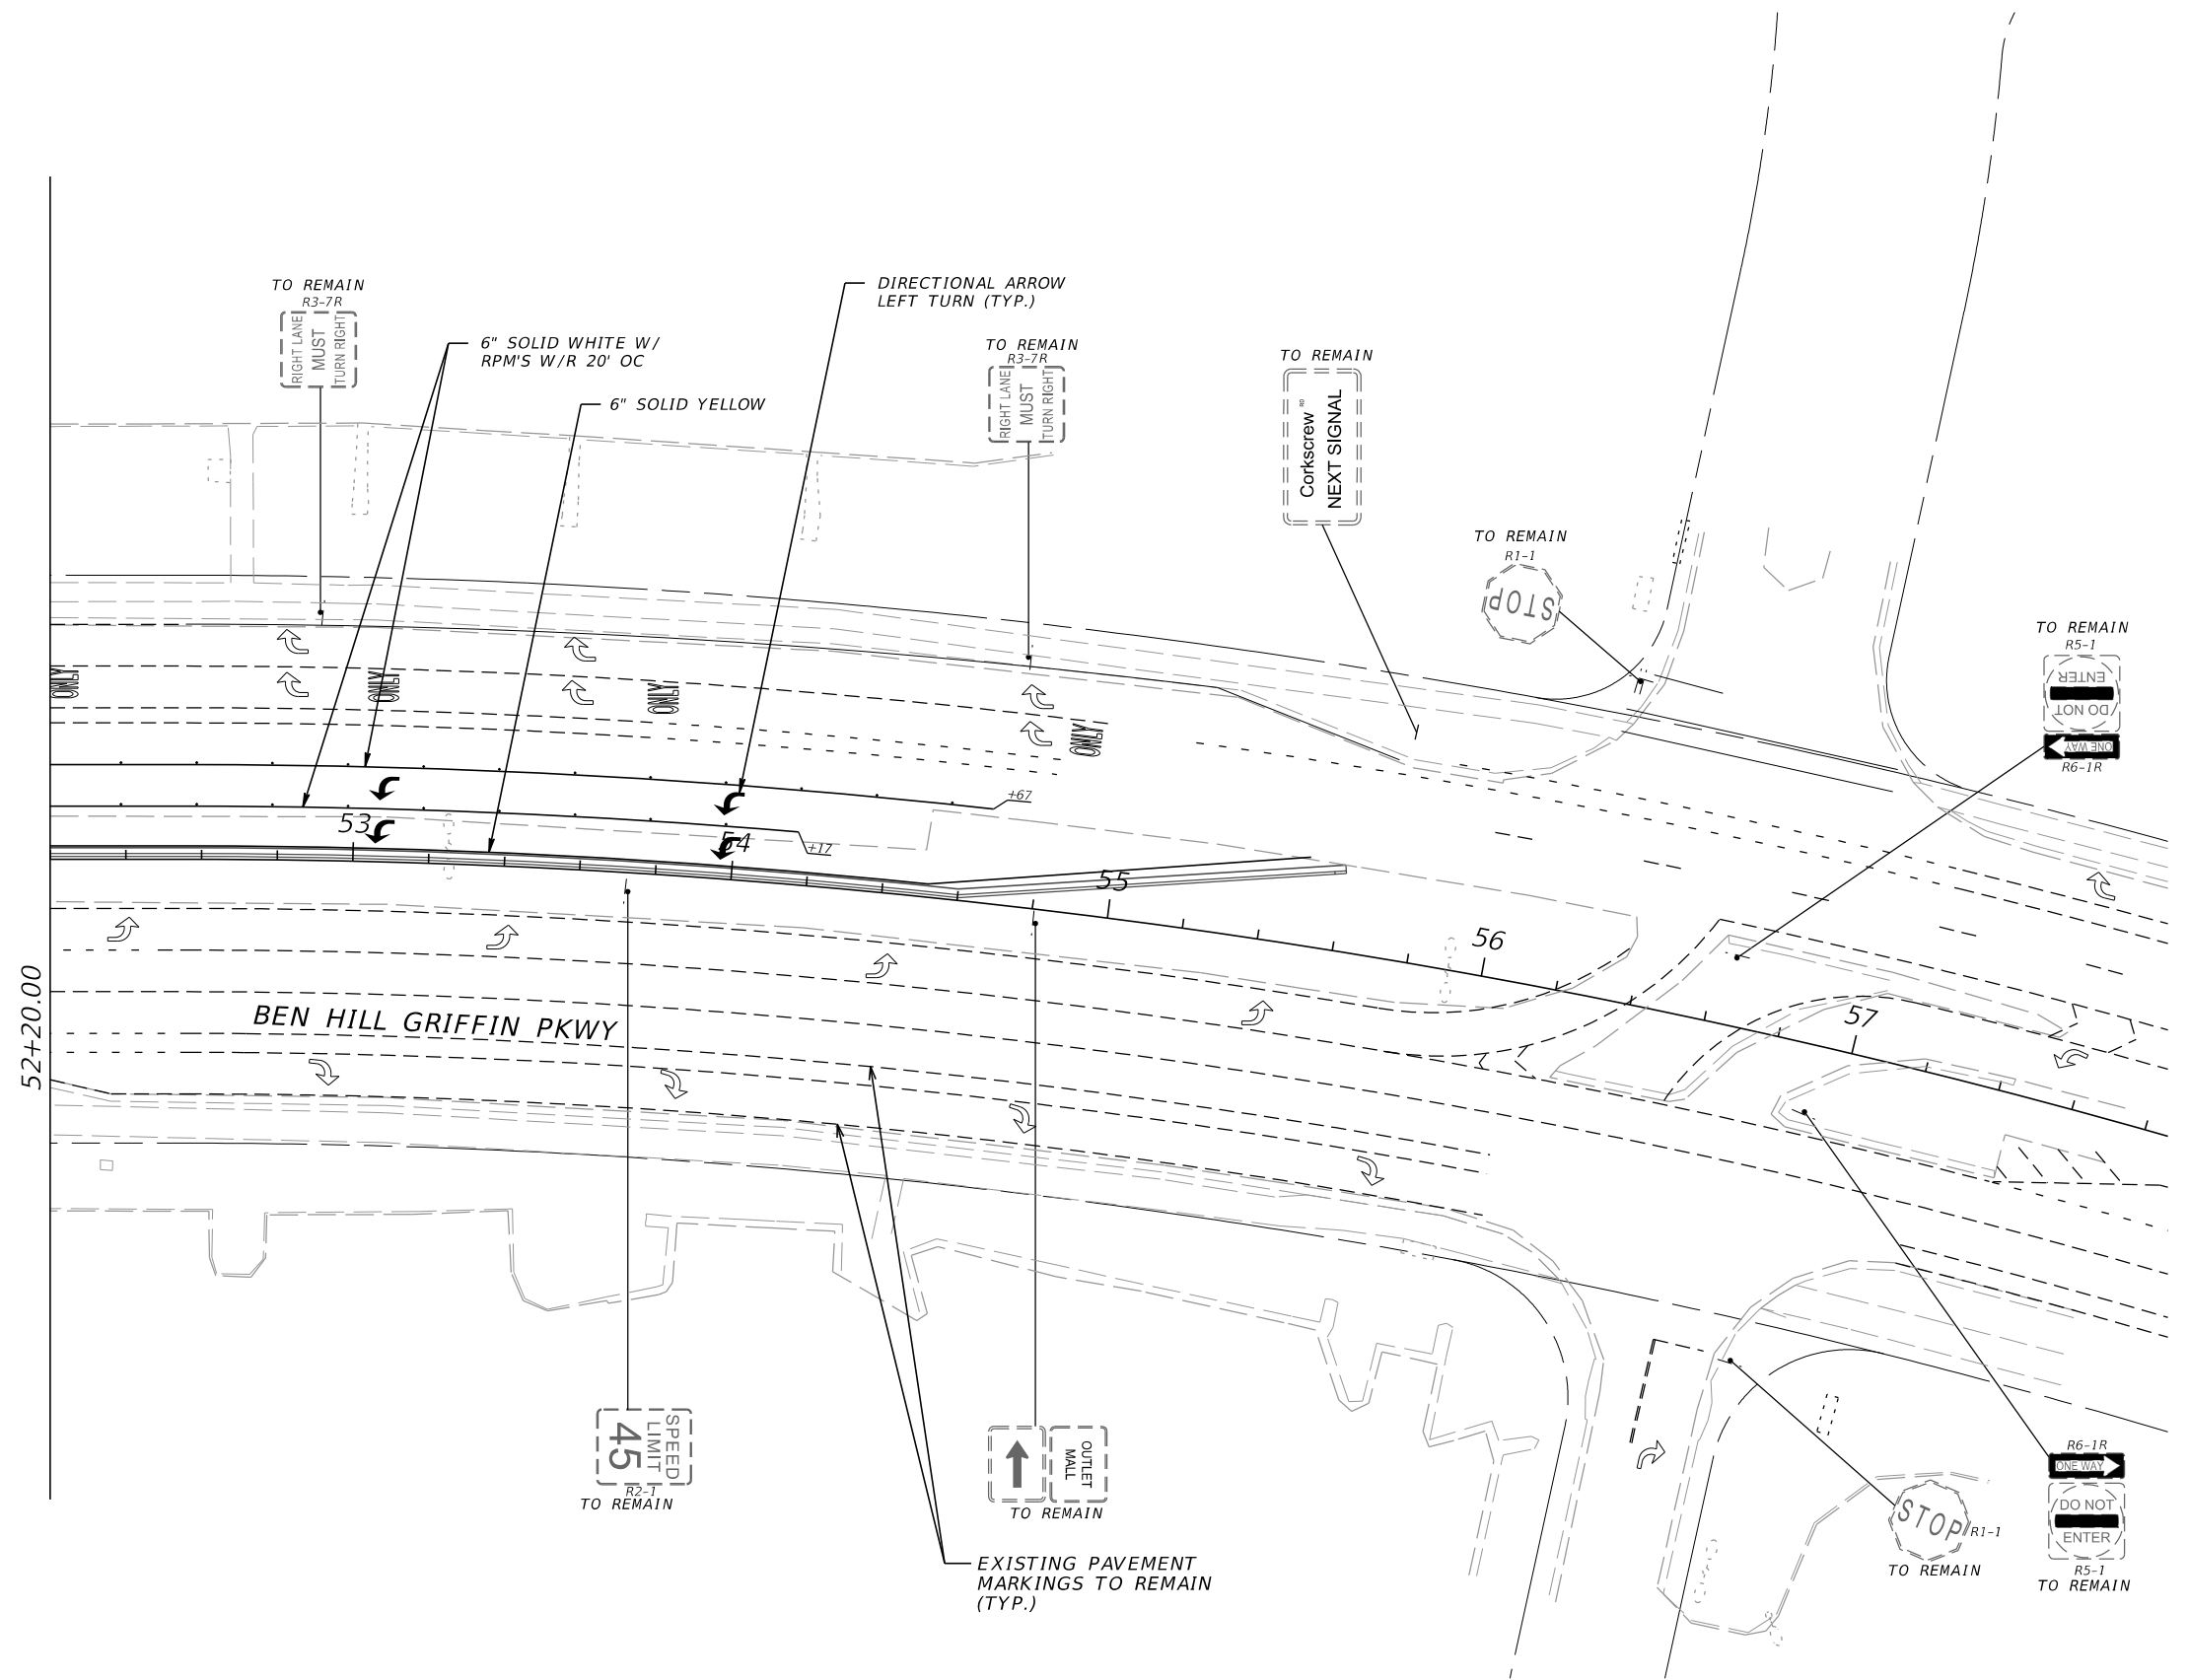 TO REMAIN
R3-7R
RIGHT LANE
MUST
TURN RIGHT
6" SOLID WHITE W/
RPM'S W/R 20' OC
6" SOLID YELLOW
DIRECTIONAL ARROW
LEFT TURN (TYP.)
TO REMAIN
R3-7R
RIGHT LANE
MUST
TURN RIGHT
TO REMAIN
Corkscrew RD
NEXT SIGNAL
TO REMAIN
R1-1
STOP
TO REMAIN
R5-1
DO NOT
ENTER
ONE WAY
R6-1R
ONLY
ONLY
ONLY
ONLY
+67
53
54
+17
55
56
57
52+20.00
BEN HILL GRIFFIN PKWY
SPEED
LIMIT
45
R2-1
TO REMAIN
OUTLET
MALL
TO REMAIN
EXISTING PAVEMENT
MARKINGS TO REMAIN
(TYP.)
STOP
R1-1
TO REMAIN
R6-1R
ONE WAY
DO NOT
ENTER
R5-1
TO REMAIN